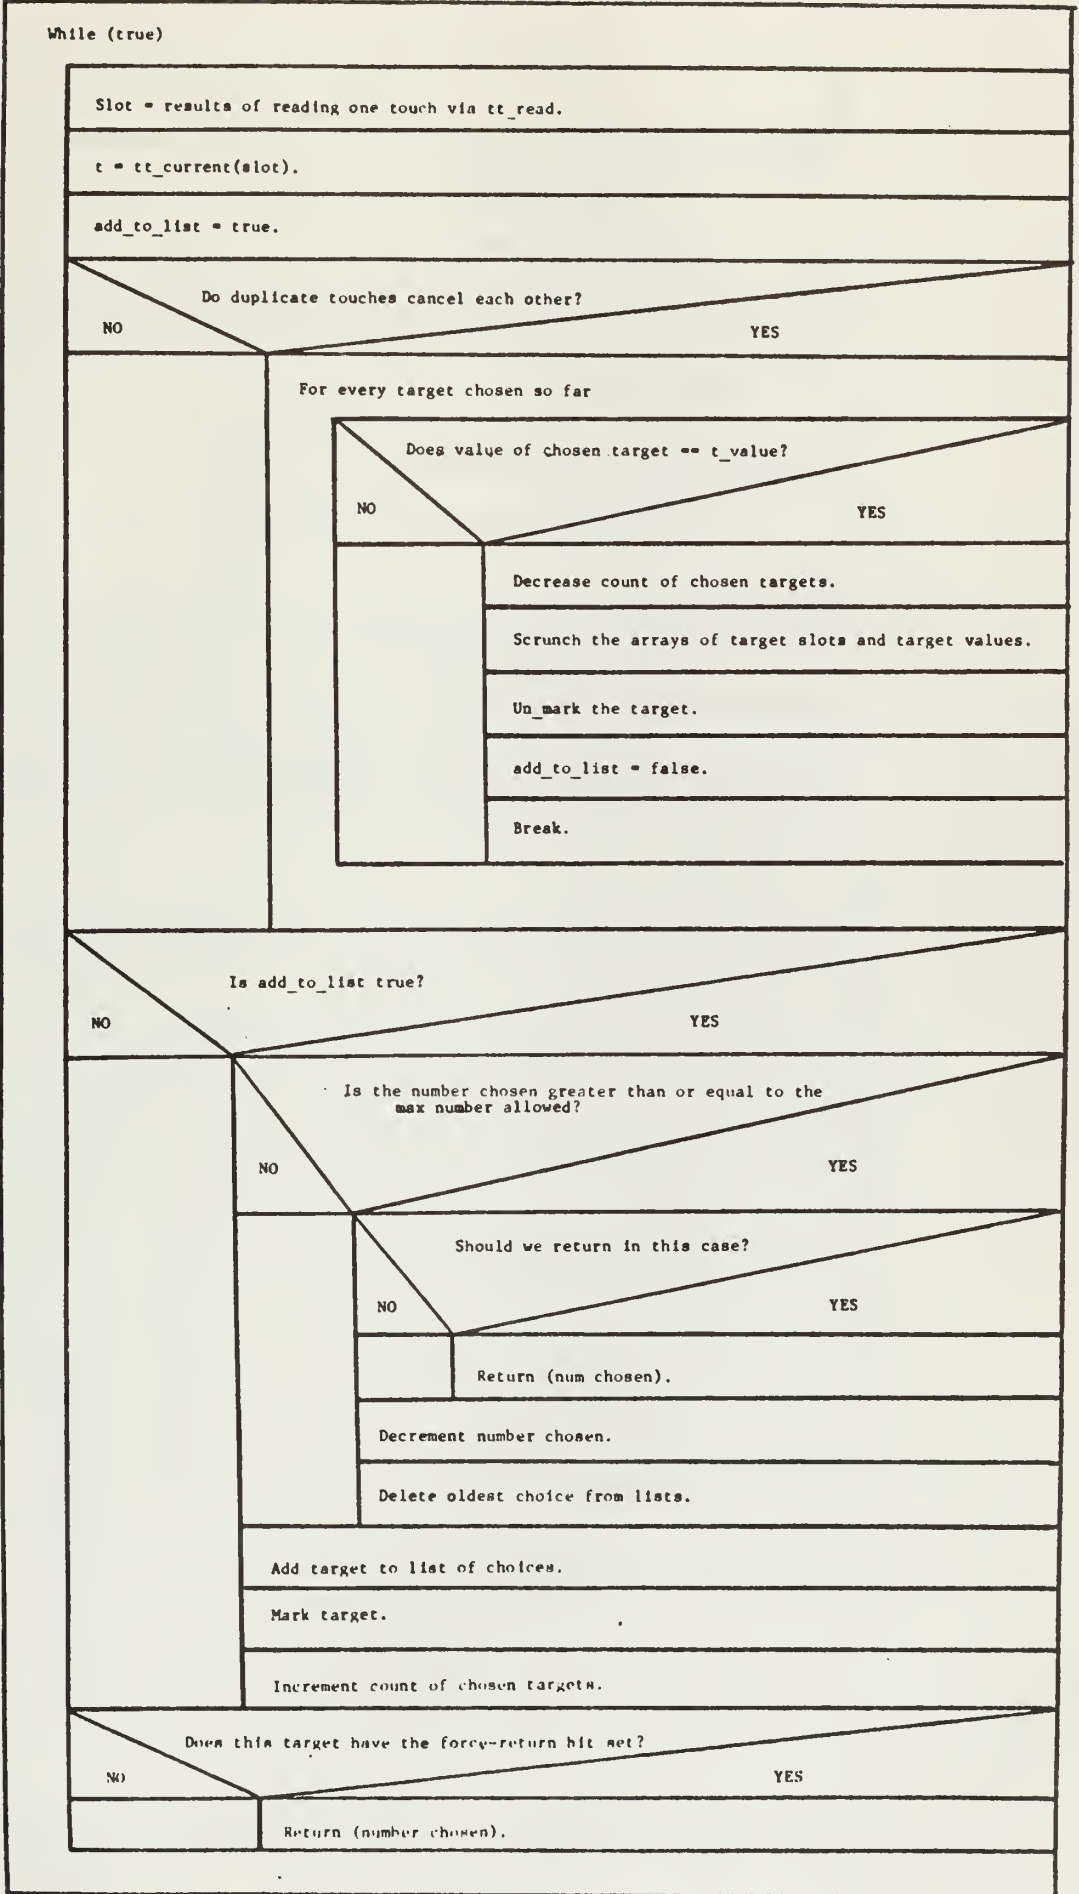 While (true)
Slot = results of reading one touch via tt_read.
t = tt_current(slot).
add_to_list = true.
Do duplicate touches cancel each other?
NO
YES
For every target chosen so far
Does value of chosen target == t_value?
NO
YES
Decrease count of chosen targets.
Scrunch the arrays of target slots and target values.
Un_mark the target.
add_to_list = false.
Break.
Is add_to_list true?
NO
YES
Is the number chosen greater than or equal to the
max number allowed?
NO
YES
Should we return in this case?
NO
YES
Return (num chosen).
Decrement number chosen.
Delete oldest choice from lists.
Add target to list of choices.
Mark target.
Increment count of chosen targets.
Does this target have the force-return bit set?
NO
YES
Return (number chosen).